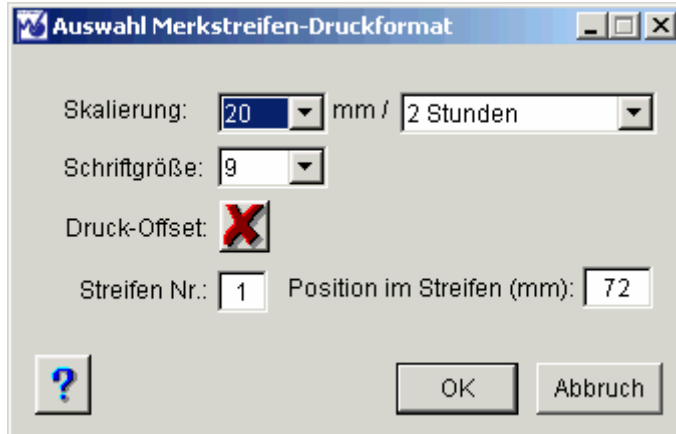 Auswahl Merkstreifen-Druckformat
Skalierung: 20 mm / 2 Stunden
Schriftgröße: 9
Druck-Offset:
Streifen Nr.: 1 Position im Streifen (mm): 72
? OK Abbruch